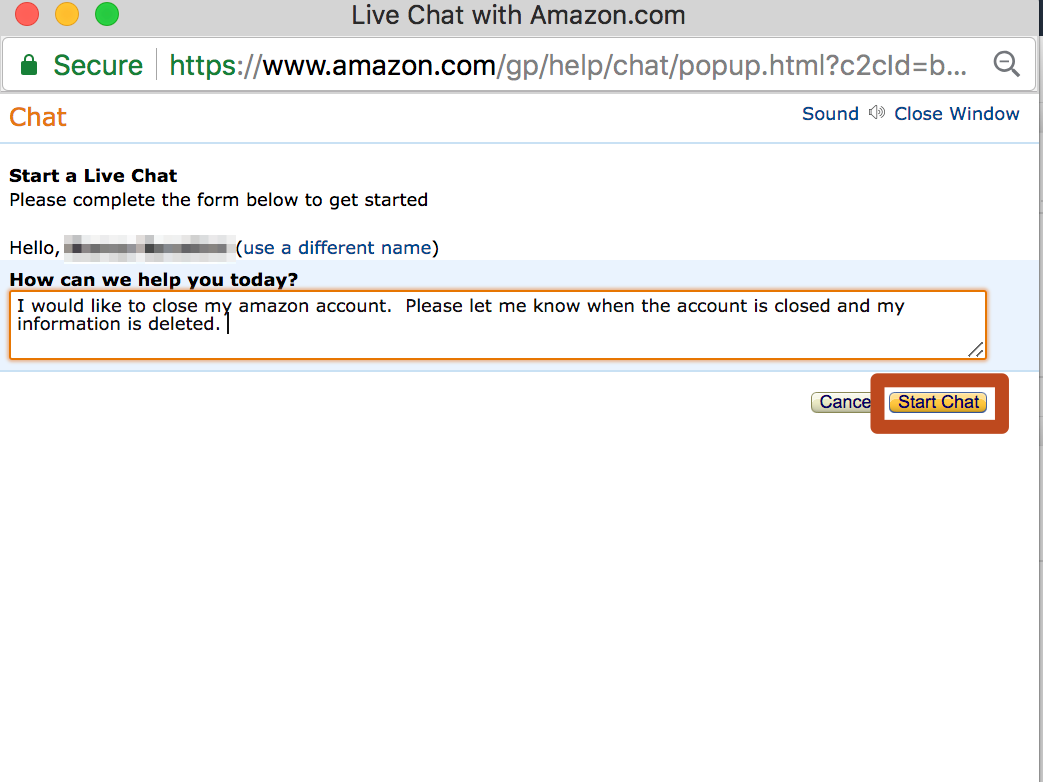 Live Chat with Amazon.com
Secure https://www.amazon.com/gp/help/chat/popup.html?c2cId=b...
Chat Sound Close Window
Start a Live Chat
Please complete the form below to get started
Hello, (use a different name)
How can we help you today?
I would like to close my amazon account.  Please let me know when the account is closed and my
information is deleted.
Cance Start Chat